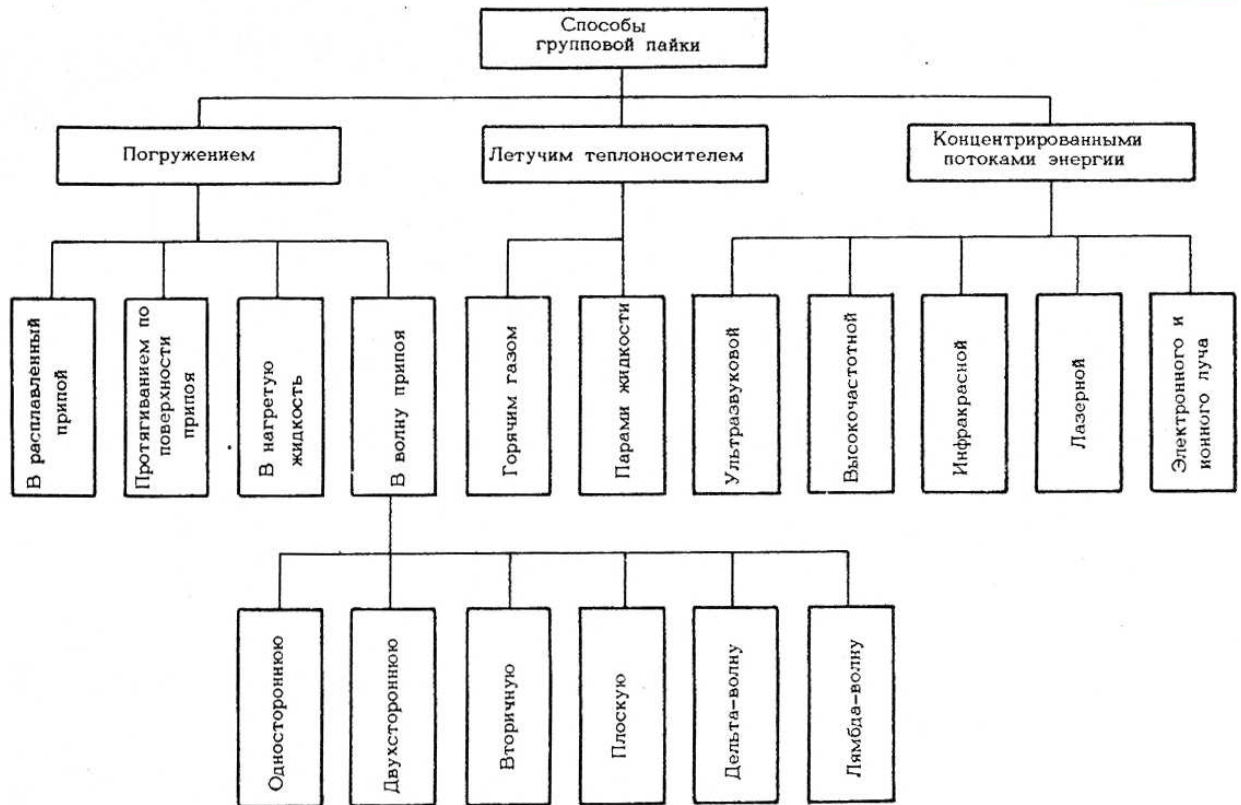 Способы
групповой пайки
Погружением
Летучим теплоносителем
Концентрированными
потоками энергии
В расплавленный
припой
Протягиванием по
поверхности
припоя
В нагретую
жидкость
В волну припоя
Горячим газом
Парами жидкости
Ультразвуковой
Высокочастотной
Инфракрасной
Лазерной
Электронного и
ионного луча
Одностороннюю
Двухстороннюю
Вторичную
Плоскую
Дельта-волну
Лямбда-волну